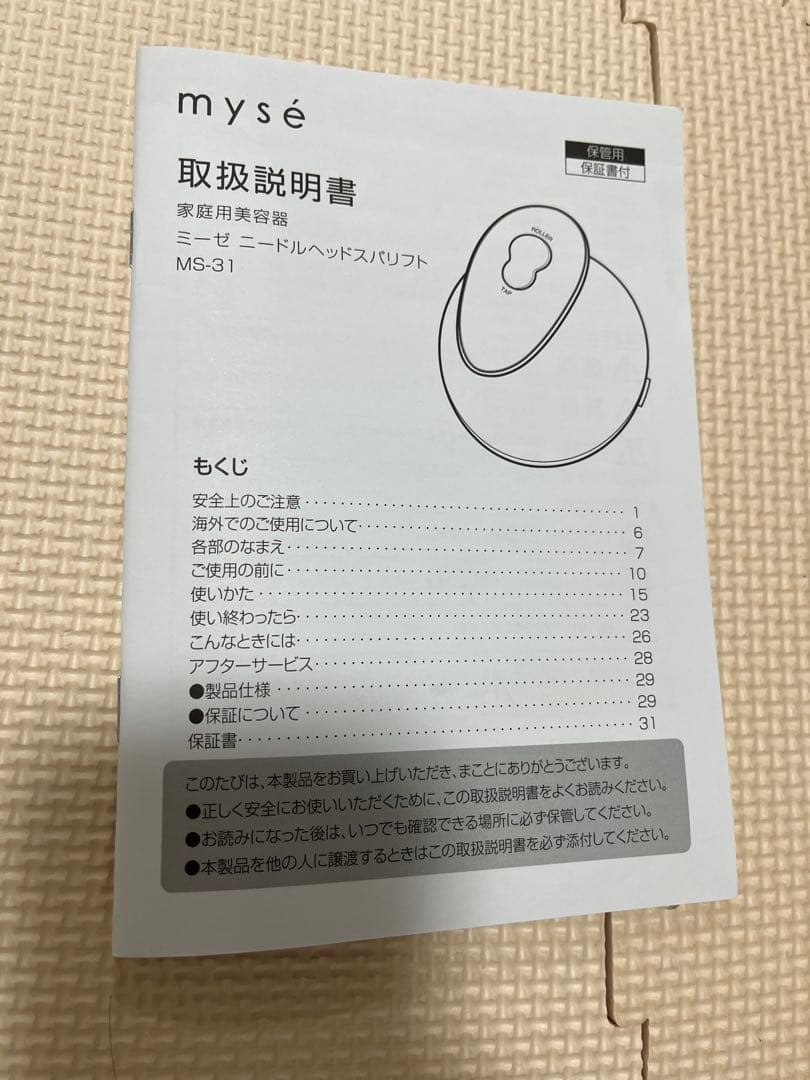 mysé
保管用
保証書付
取扱説明書
家庭用美容器
ミーゼ ニードルヘッドスパリフト
MS-31
ROLLER
TAP
もくじ
安全上のご注意 ········ 1
海外でのご使用について ········ 6
各部のなまえ ········ 7
ご使用の前に ········ 10
使いかた ········ 15
使い終わったら ········ 23
こんなときには ········ 26
アフターサービス ········ 28
●製品仕様 ········ 29
●保証について ········ 29
保証書 ········ 31
このたびは、本製品をお買い上げいただき、まことにありがとうございます。
●正しく安全にお使いいただくために、この取扱説明書をよくお読みください。
●お読みになった後は、いつでも確認できる場所に必ず保管してください。
●本製品を他の人に譲渡するときはこの取扱説明書を必ず添付してください。